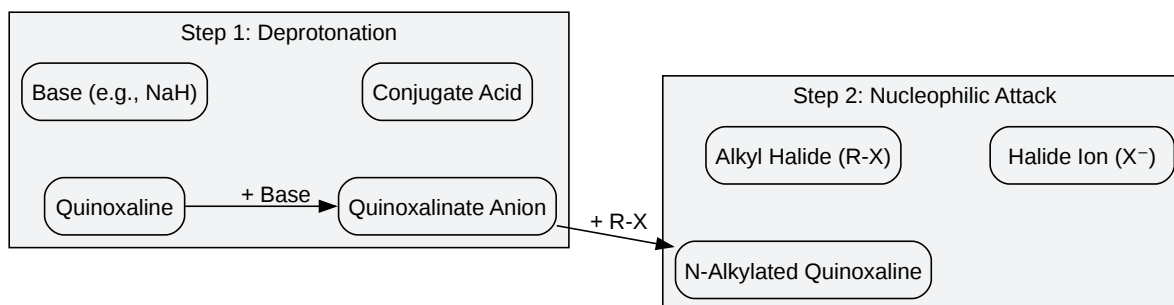 Step 1: Deprotonation
Base (e.g., NaH)
Conjugate Acid
Quinoxaline
+ Base
Quinoxalinate Anion
+ R-X
Step 2: Nucleophilic Attack
Alkyl Halide (R-X)
Halide Ion (X⁻)
N-Alkylated Quinoxaline